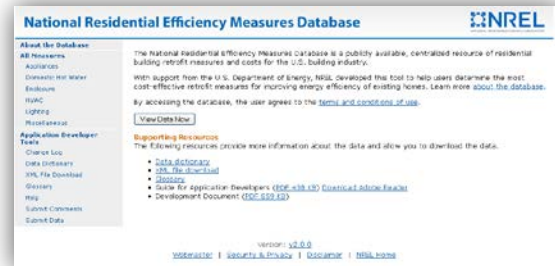 National Residential Efficiency Measures Database
NREL
About the Database
All Measures
Appliances
Domestic Hot Water
Enclosure
HVAC
Lighting
Miscellaneous
Application Developer
Tools
Change Log
Data Dictionary
XML File Download
Glossary
Help
Submit Comments
Submit Data
The National Residential Efficiency Measures Database is a publicly available, centralized resource of residential
building retrofit measures and costs for the U.S. building industry.
With support from the U.S. Department of Energy, NREL developed this tool to help users determine the most
cost-effective retrofit measures for improving energy efficiency of existing homes. Learn more about the database.
By accessing the database, the user agrees to the terms and conditions of use.
View Data Now
Supporting Resources
The following resources provide more information about the data and allow you to download the data.
• Data dictionary
• XML file download
• Glossary
• Guide for Application Developers (PDF 438 KB) Download Adobe Reader
• Development Document (PDF 659 KB)
version: v2.0.0
Webmaster | Security & Privacy | Disclaimer | NREL Home